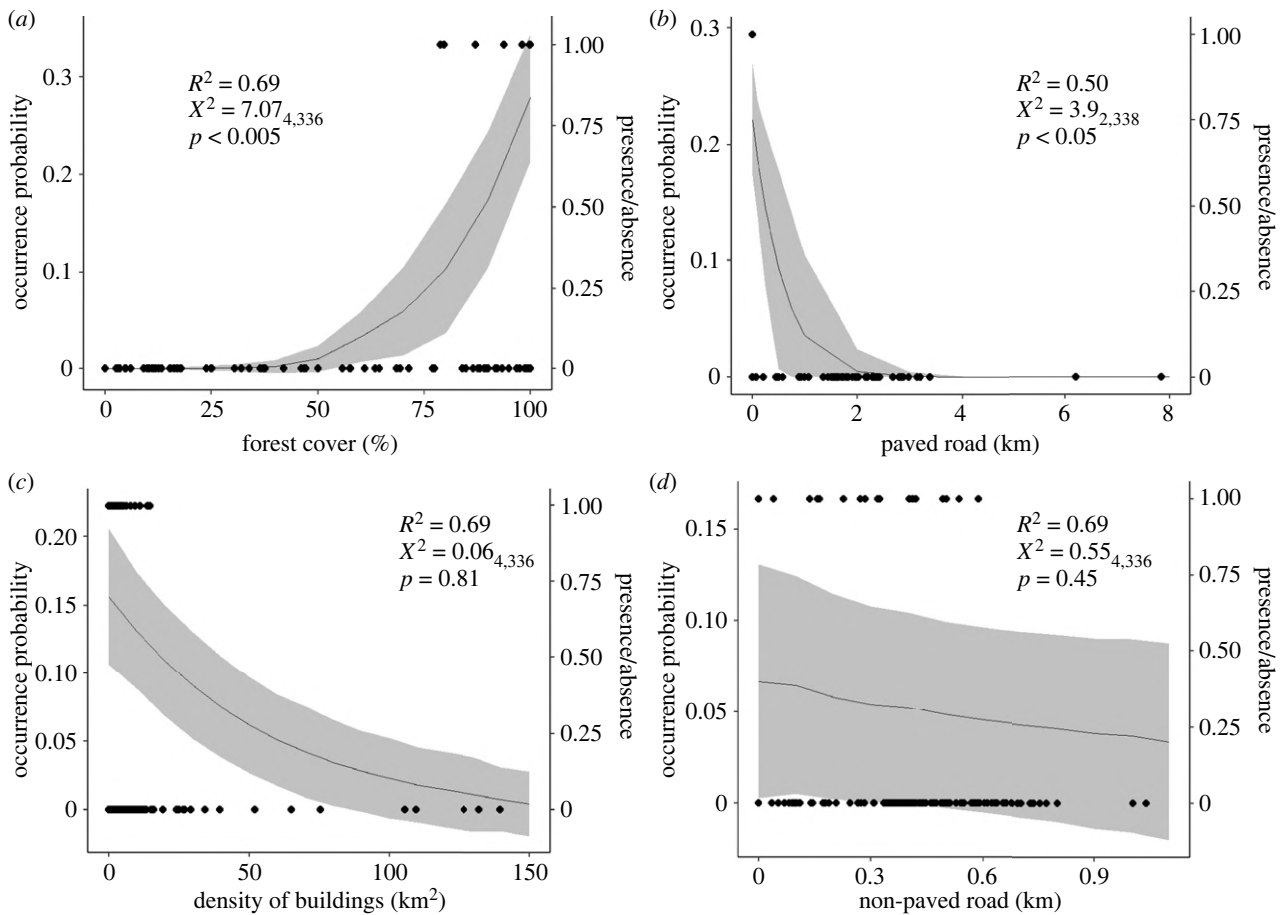 (a)
occurrence probability
0.3
0.2
0.1
0
R² = 0.69
X² = 7.07₄,₃₃₆
p < 0.005
1.00
0.75
0.50
0.25
0
presence/absence
0 25 50 75 100
forest cover (%)
(b)
occurrence probability
0.3
0.2
0.1
0
R² = 0.50
X² = 3.9₂,₃₃₈
p < 0.05
1.00
0.75
0.50
0.25
0
presence/absence
0 2 4 6 8
paved road (km)
(c)
occurrence probability
0.20
0.15
0.10
0.05
0
R² = 0.69
X² = 0.06₄,₃₃₆
p = 0.81
1.00
0.75
0.50
0.25
0
presence/absence
0 50 100 150
density of buildings (km²)
(d)
occurrence probability
0.15
0.10
0.05
0
R² = 0.69
X² = 0.55₄,₃₃₆
p = 0.45
1.00
0.75
0.50
0.25
0
presence/absence
0 0.3 0.6 0.9
non-paved road (km)